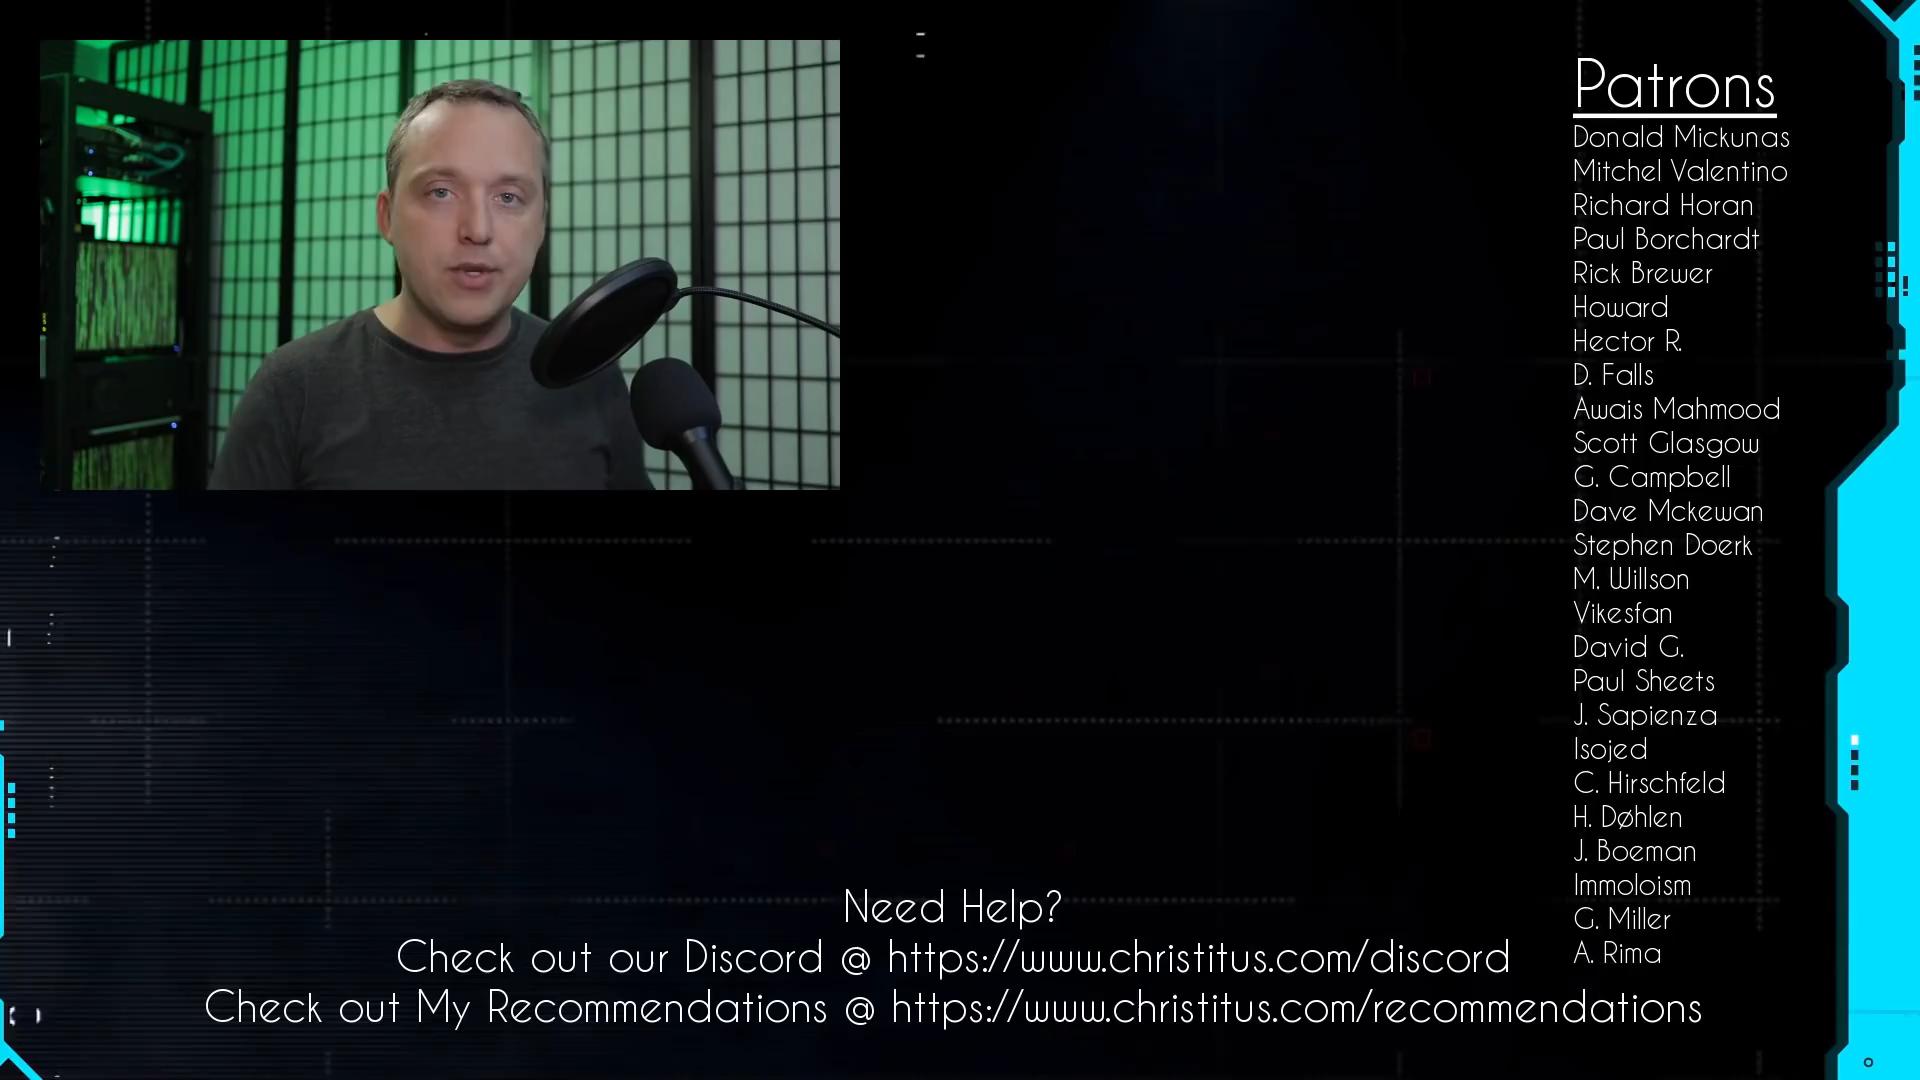 Patrons
Donald Mickunas
Mitchel Valentino
Richard Horan
Paul Borchardt
Rick Brewer
Howard
Hector R.
D. Falls
Awais Mahmood
Scott Glasgow
G. Campbell
Dave Mckewan
Stephen Doerk
M. Willson
Vikesfan
David G.
Paul Sheets
J. Sapienza
Isojed
C. Hirschfeld
H. Døhlen
J. Boeman
Immoloism
G. Miller
A. Rima
Need Help?
Check out our Discord @ https://www.christitus.com/discord
Check out My Recommendations @ https://www.christitus.com/recommendations